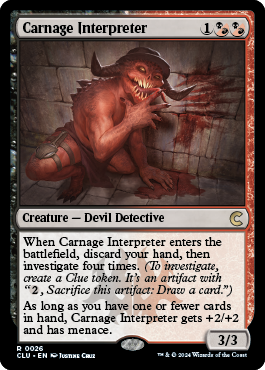 Carnage Interpreter 1
Creature — Devil Detective
When Carnage Interpreter enters the
battlefield, discard your hand, then
investigate four times. (To investigate,
create a Clue token. It's an artifact with
"2, Sacrifice this artifact: Draw a card.")
As long as you have one or fewer cards
in hand, Carnage Interpreter gets +2/+2
and has menace.
3/3
R 0026
CLU • EN Justine Cruz ™ & © 2024 Wizards of the Coast